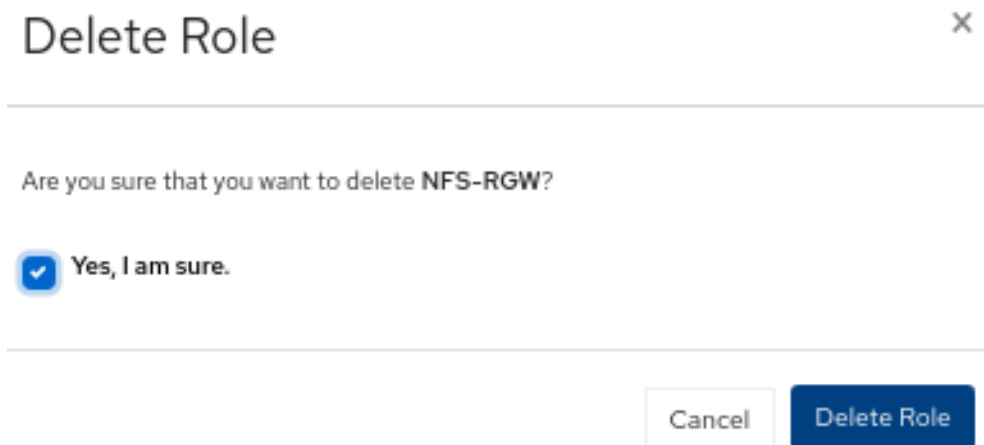 Delete Role
×
Are you sure that you want to delete NFS-RGW?
Yes, I am sure.
Cancel
Delete Role